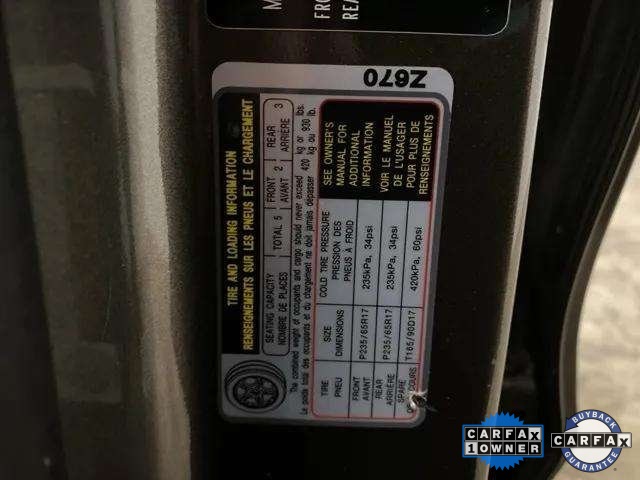 M
FRO
REA
Z670
TIRE AND LOADING INFORMATION
RENSEIGNEMENTS SUR LES PNEUS ET LE CHARGEMENT
SEATING CAPACITY TOTAL 5 FRONT 2 REAR 3
NOMBRE DE PLACES AVANT ARRIÈRE
The combined weight of occupants and cargo should never exceed 420 kg or 930 lb.
Le poids total des occupants et du chargement ne doit jamais dépasser 420 kg ou 930 lbs.
TIRE SIZE COLD TIRE PRESSURE
PNEU DIMENSIONS PRESSION DES PNEUS À FROID
FRONT P235/65R17 235kPa, 34psi
AVANT
REAR P235/65R17 235kPa, 34psi
ARRIÈRE
SPARE T165/90D17 420kPa, 60psi
SECOURS
SEE OWNER'S
MANUAL FOR
ADDITIONAL
INFORMATION
VOIR LE MANUEL
DE L'USAGER
POUR PLUS DE
RENSEIGNEMENTS
CARFAX
1 OWNER
BUYBACK
CARFAX
GUARANTEE